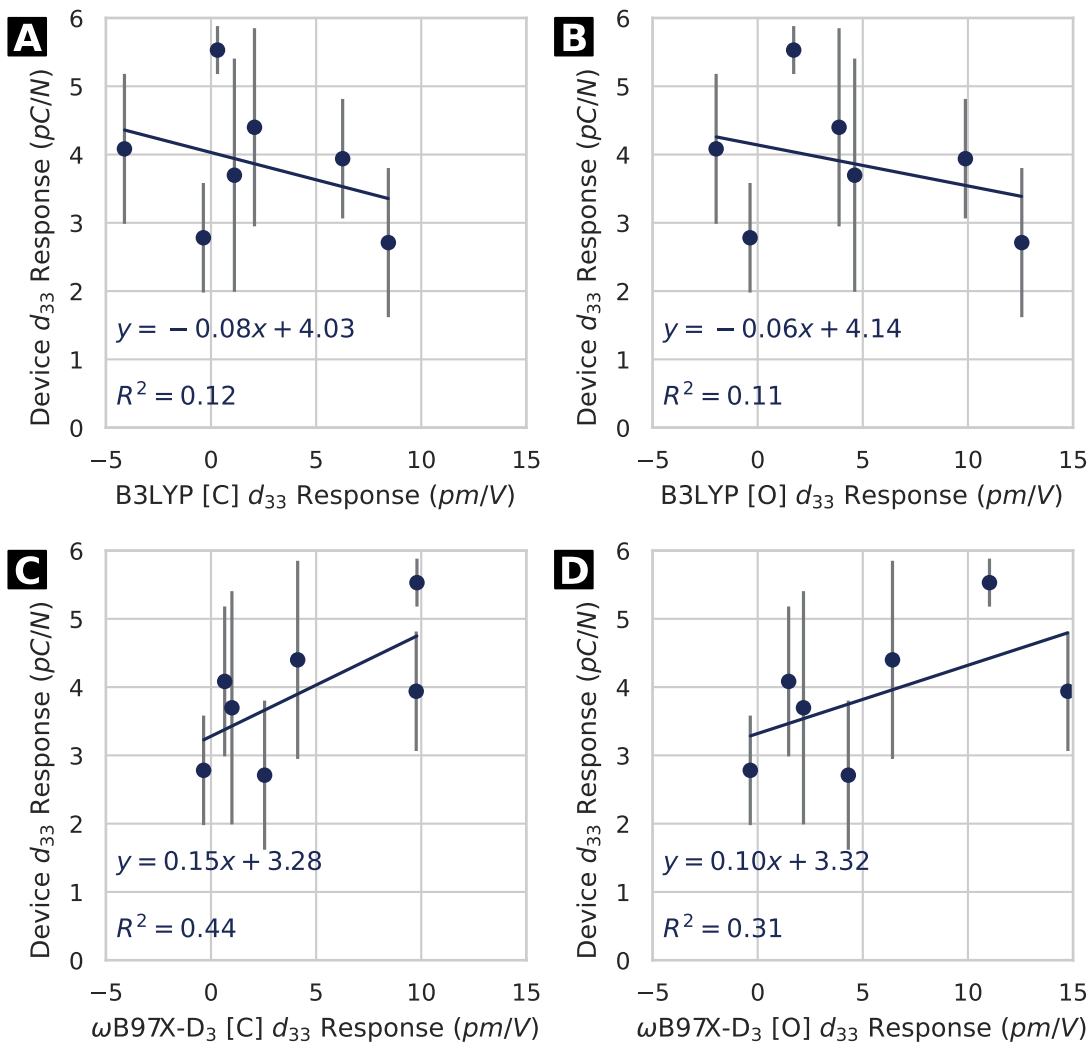 A
6
5
4
3
2
1
0
Device d₃₃ Response (pC/N)
y = − 0.08x + 4.03
R² = 0.12
−5 0 5 10 15
B3LYP [C] d₃₃ Response (pm/V)
B
6
5
4
3
2
1
0
Device d₃₃ Response (pC/N)
y = − 0.06x + 4.14
R² = 0.11
−5 0 5 10 15
B3LYP [O] d₃₃ Response (pm/V)
C
6
5
4
3
2
1
0
Device d₃₃ Response (pC/N)
y = 0.15x + 3.28
R² = 0.44
−5 0 5 10 15
ωB97X-D₃ [C] d₃₃ Response (pm/V)
D
6
5
4
3
2
1
0
Device d₃₃ Response (pC/N)
y = 0.10x + 3.32
R² = 0.31
−5 0 5 10 15
ωB97X-D₃ [O] d₃₃ Response (pm/V)